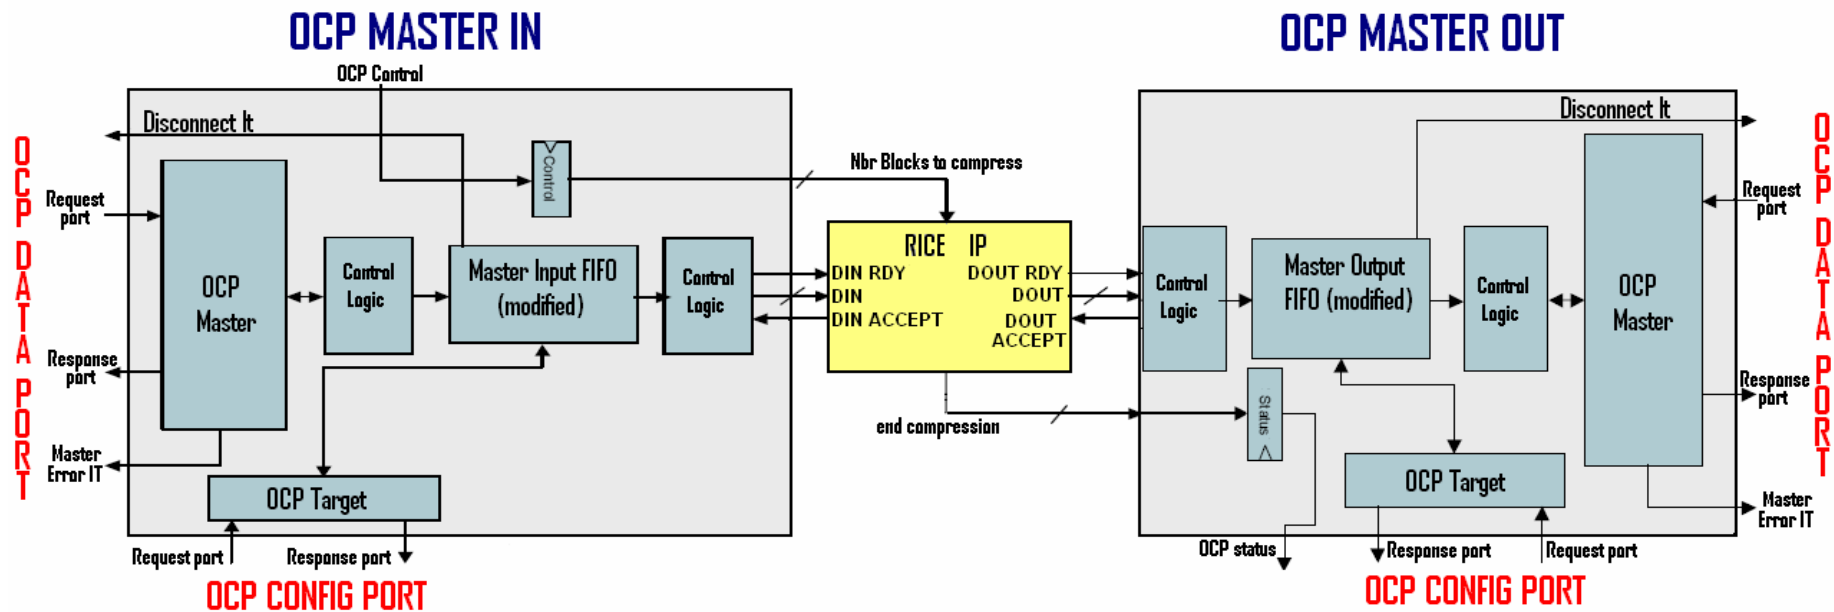 OCP MASTER IN
OCP MASTER OUT
OCP Control
Disconnect It
OCP DATA PORT
Request
port
OCP
Master
Response
port
Master
Error IT
Control
Logic
Master Input FIFO
(modified)
Control
Control
Logic
OCP Target
Request port
Response port
OCP CONFIG PORT
Nbr Blocks to compress
RICE IP
DIN RDY
DIN
DIN ACCEPT
DOUT RDY
DOUT
DOUT
ACCEPT
end compression
Disconnect It
Control
Logic
Master Output
FIFO (modified)
Control
Logic
OCP
Master
Status
OCP Target
OCP status
Response port
Request port
OCP CONFIG PORT
Request
port
Response
port
Master
Error IT
OCP DATA PORT